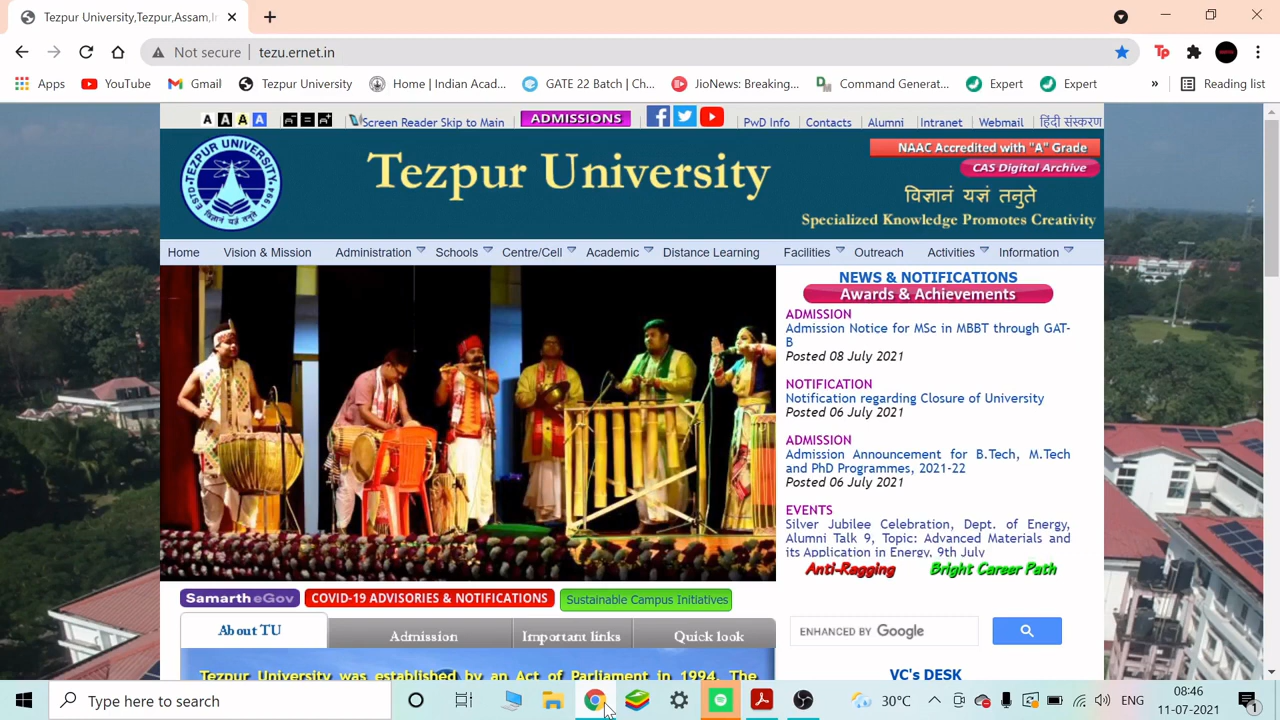 Tezpur University,Tezpur,Assam,In
Not secure | tezu.ernet.in
Apps YouTube Gmail Tezpur University Home | Indian Acad... GATE 22 Batch | Ch... JioNews: Breaking... Command Generat... Expert Expert » Reading list
A A A A Screen Reader Skip to Main ADMISSIONS PwD Info Contacts Alumni Intranet Webmail हिंदी संस्करण
Tezpur University
NAAC Accredited with "A" Grade
CAS Digital Archive
विज्ञानं यज्ञं तनुते
Specialized Knowledge Promotes Creativity
TEZPUR UNIVERSITY
ESTD. 1994
विज्ञानं यज्ञं तनुते
Home Vision & Mission Administration Schools Centre/Cell Academic Distance Learning Facilities Outreach Activities Information
NEWS & NOTIFICATIONS
Awards & Achievements
ADMISSION
Admission Notice for MSc in MBBT through GAT-
B
Posted 08 July 2021
NOTIFICATION
Notification regarding Closure of University
Posted 06 July 2021
ADMISSION
Admission Announcement for B.Tech, M.Tech
and PhD Programmes, 2021-22
Posted 06 July 2021
EVENTS
Silver Jubilee Celebration, Dept. of Energy,
Alumni Talk 9, Topic: Advanced Materials and
its Application in Energy, 9th July
Anti-Ragging Bright Career Path
Samarth eGov COVID-19 ADVISORIES & NOTIFICATIONS Sustainable Campus Initiatives
About TU Admission Important links Quick look
ENHANCED BY Google
Tezpur University was established by an Act of Parliament in 1994. The
VC's DESK
Type here to search
30°C
ENG
08:46
11-07-2021
1